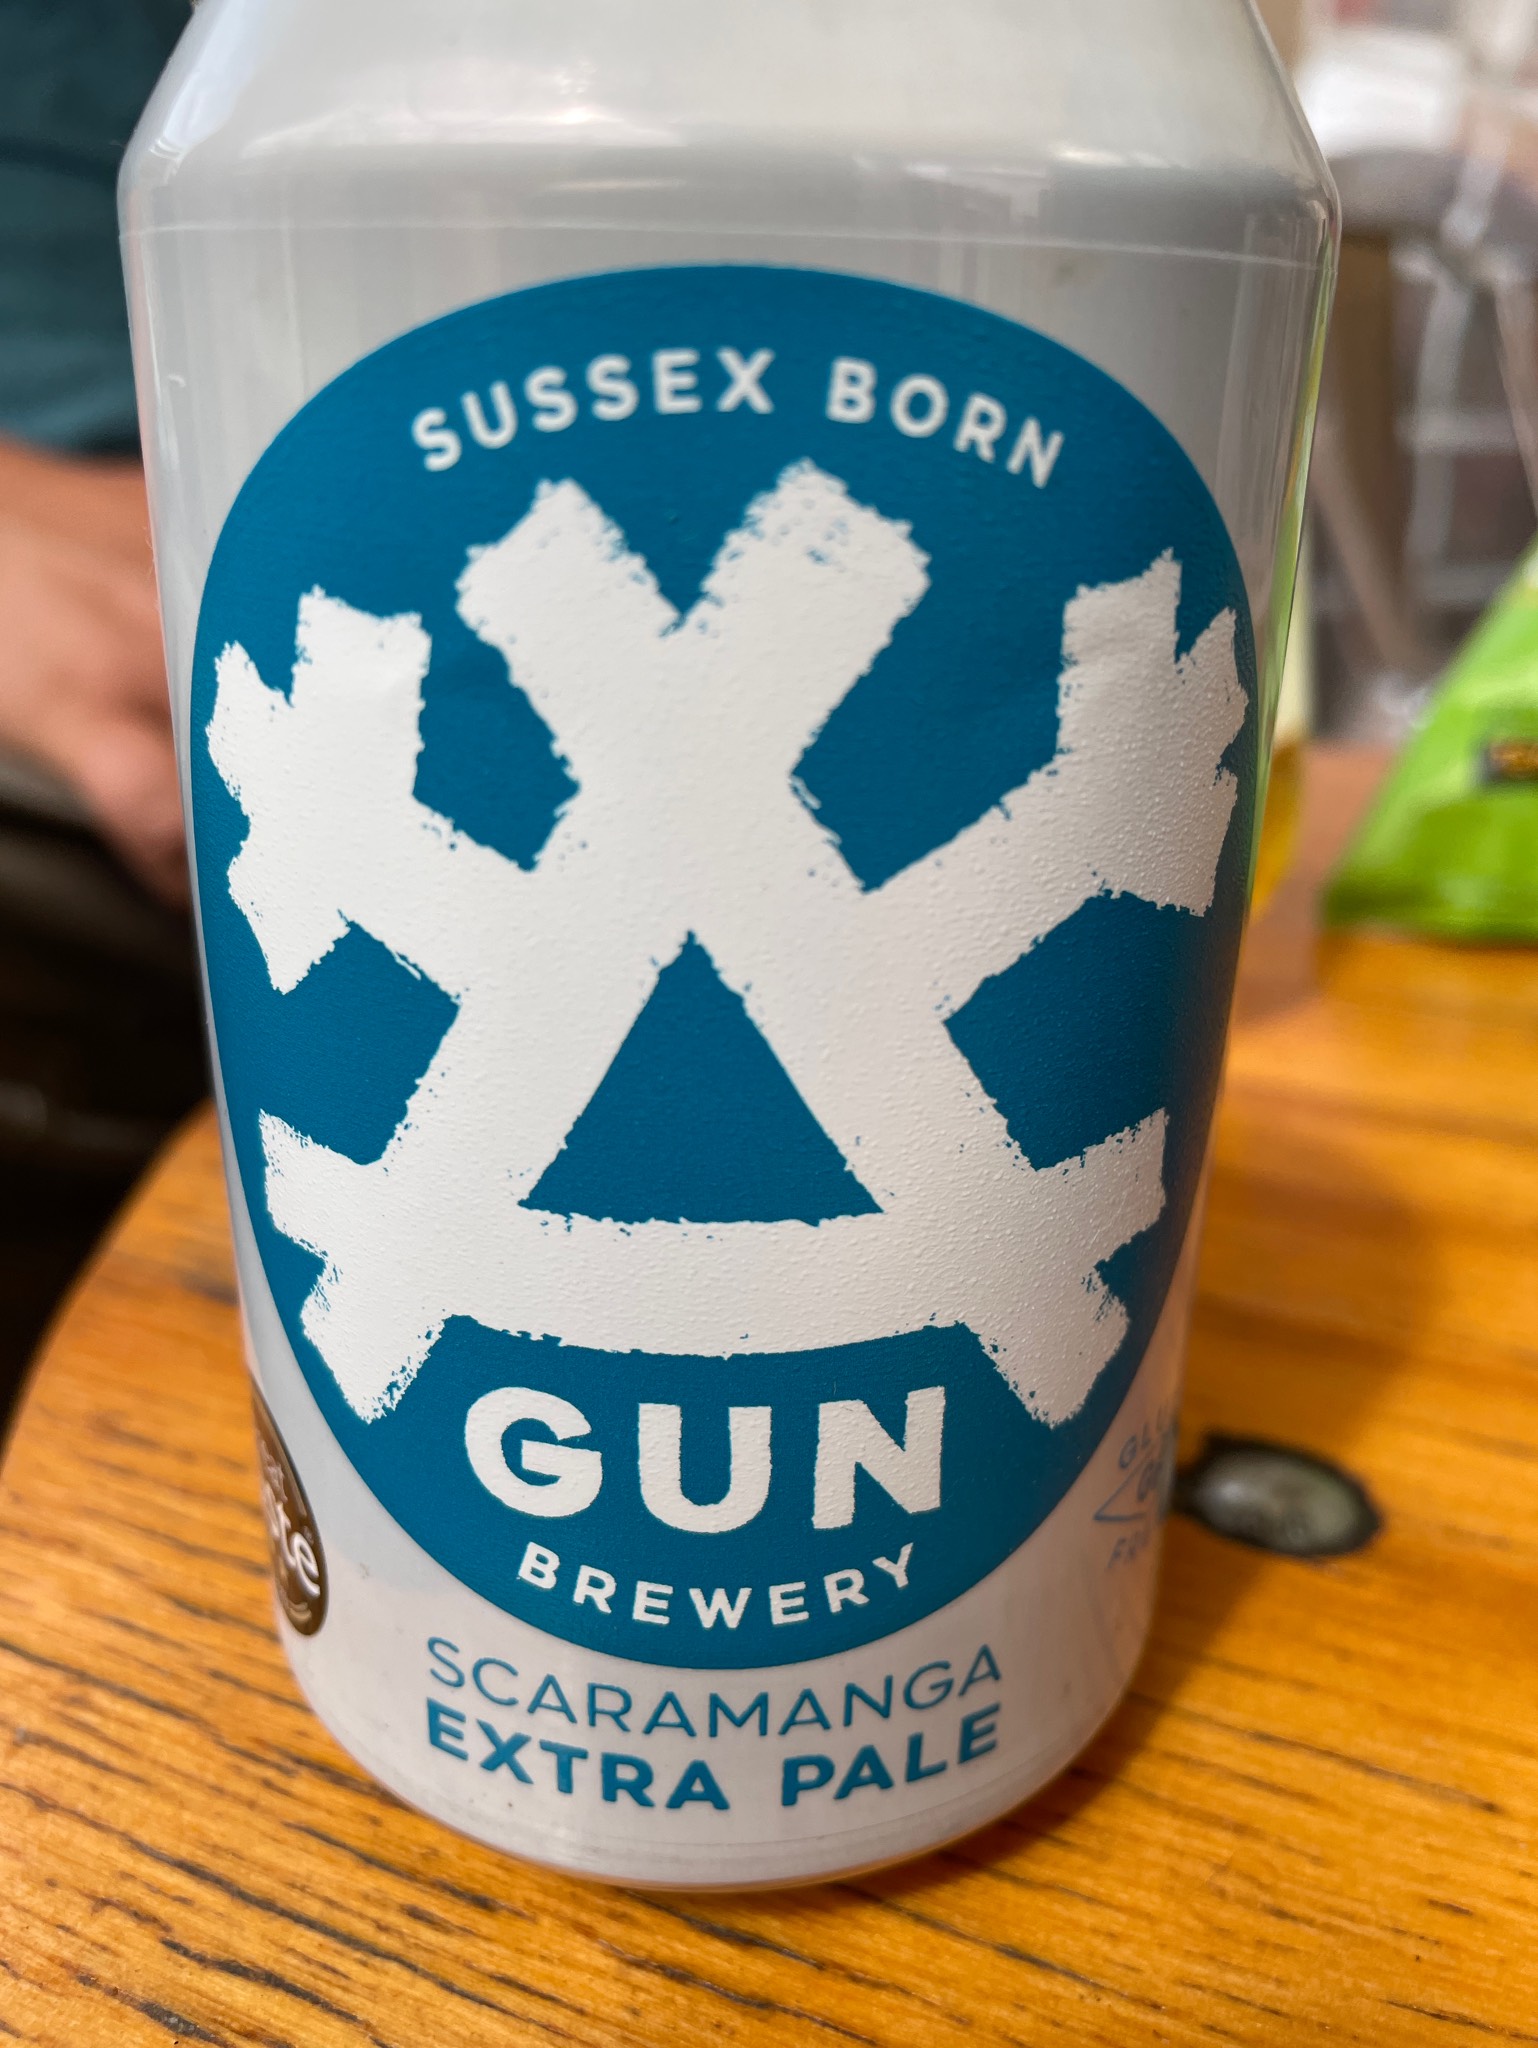 SUSSEX BORN
GUN
BREWERY
SCARAMANGA
EXTRA PALE